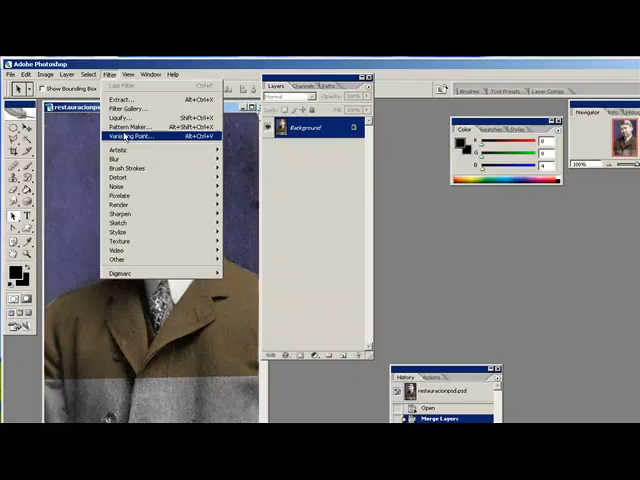 Adobe Photoshop
File Edit Image Layer Select Filter View Window Help
Show Bounding Box
Brushes Tool Presets Layer Comps
restauracionps
Last Filter Ctrl+F
Extract... Alt+Ctrl+X
Filter Gallery...
Liquify... Shift+Ctrl+X
Pattern Maker... Alt+Shift+Ctrl+X
Vanishing Point... Alt+Ctrl+V
Artistic
Blur
Brush Strokes
Distort
Noise
Pixelate
Render
Sharpen
Sketch
Stylize
Texture
Video
Other
Digimarc
Layers Channels Paths
Normal Opacity: 100%
Lock: Fill: 100%
Background
Color Swatches Styles
R 0
G 0
B 4
Navigator Info Histo
History Actions
restauracionpsd.psd
Open
Merge Layers